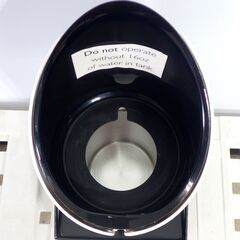 Do not operate
without 16oz
of water in tank